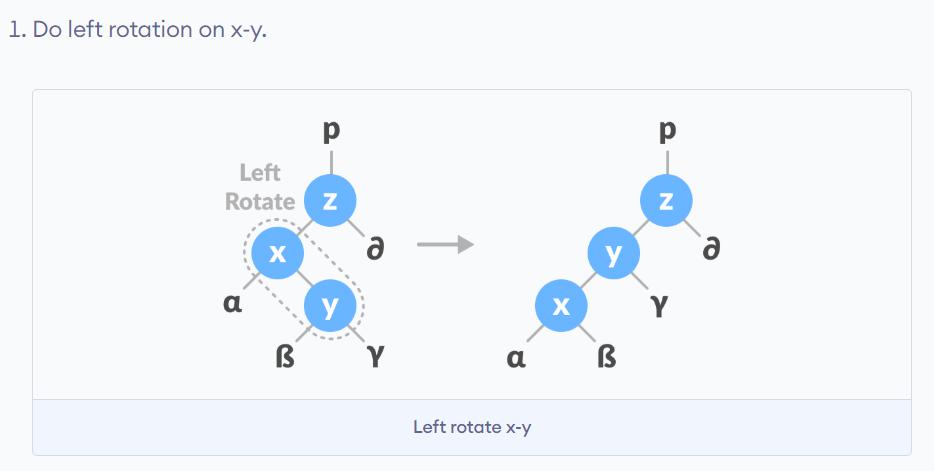 1. Do left rotation on x-y.
p
p
Left
Rotate
z
z
x
∂
y
∂
α
y
x
γ
ß
γ
α
ß
Left rotate x-y